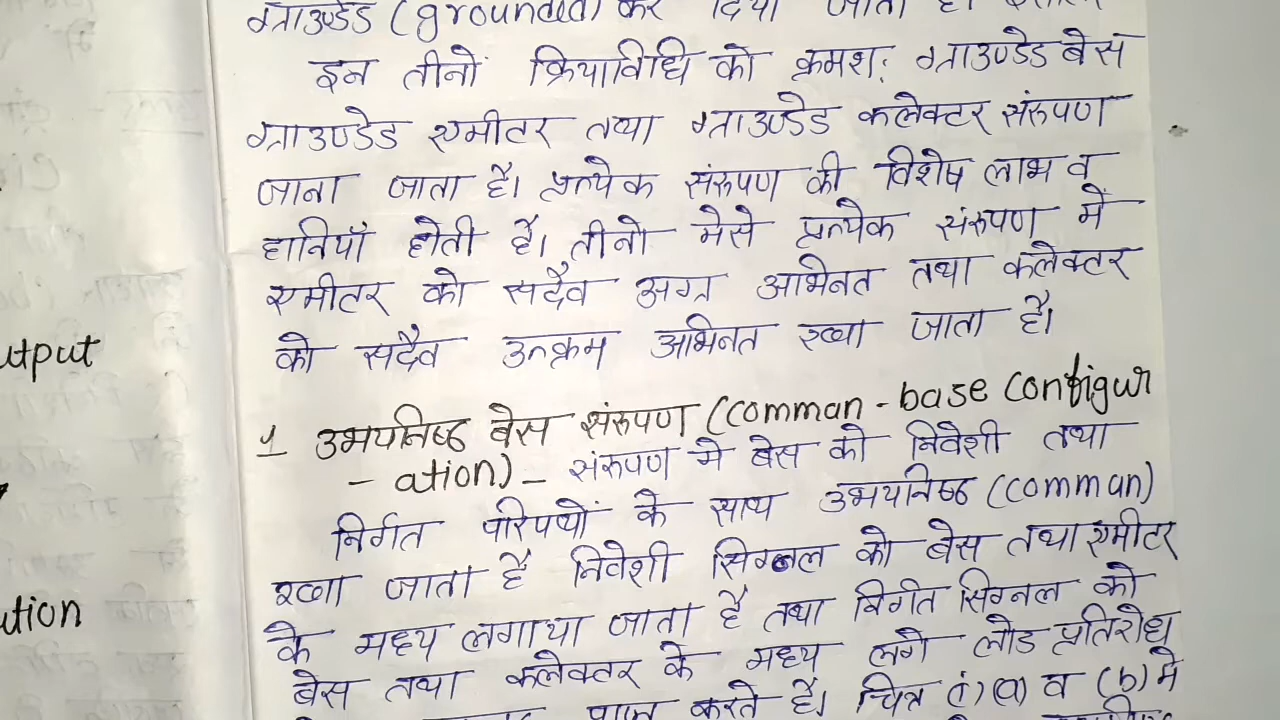 ग्राउण्डेड (grounded) कर दिया जाता है।
इन तीनों क्रियाविधि को क्रमश: ग्राउण्डेड बेस
ग्राउण्डेड एमीटर तथा ग्राउण्डेड कलेक्टर संरूपण
जाना जाता है। प्रत्येक संरूपण की विशेष लाभ व
हानियाँ होती है। तीनो मेसे प्रत्येक संरूपण में
एमीटर को सदैव अग्र अभिनत तथा कलेक्टर
को सदैव उत्क्रम अभिनत रखा जाता है।
1 उभयनिष्ठ बेस संरूपण (comman - base configur
- ation) - संरूपण मे बेस को निवेशी तथा
निर्गत परिपथों के साथ उभयनिष्ठ (comman)
रखा जाता है निवेशी सिग्नल को बेस तथा एमीटर
के मध्य लगाया जाता है तथा निर्गत सिग्नल को
बेस तथा कलेक्टर के मध्य लगे लोड प्रतिरोध
प्राप्त करते है। चित्र (i) (a) व (b) मे
utput
ution